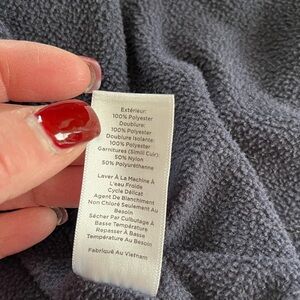 Extérieur:
100% Polyester
Doublure:
100% Polyester
Doublure Isolante:
100% Polyester
Garnitures (Simili Cuir):
50% Nylon
50% Polyuréthenne
Laver À La Machine À
L'eau Froide
Cycle Délicat
Agent De Blanchiment
Non Chloré Seulement Au
Besoin
Sécher Par Culbutage À
Basse Température
Repasser À Basse
Température Au Besoin
Fabriqué Au Vietnam